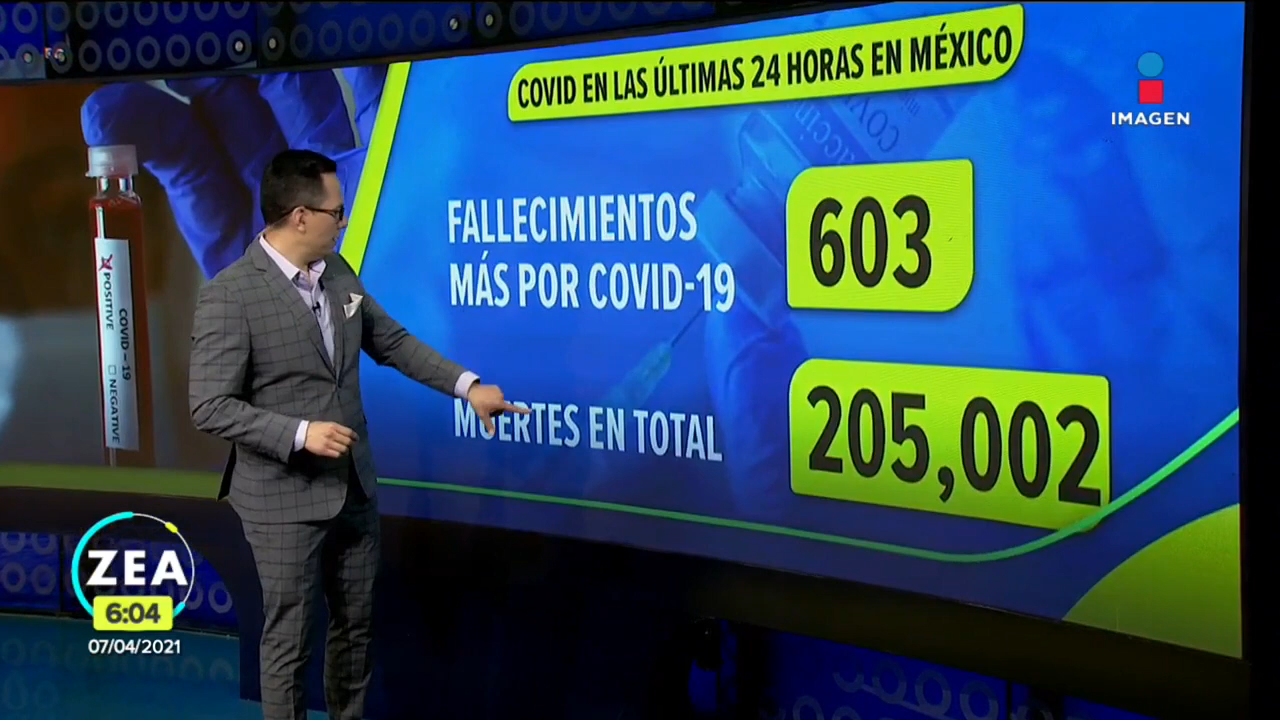 COVID EN LAS ÚLTIMAS 24 HORAS EN MÉXICO
IMAGEN
FALLECIMIENTOS
MÁS POR COVID-19
603
MUERTES EN TOTAL
205,002
COVID – 19
POSITIVE
NEGATIVE
ZEA
6:04
07/04/2021